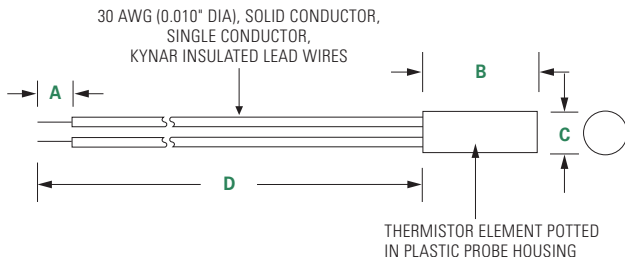 30 AWG (0.010" DIA), SOLID CONDUCTOR,
SINGLE CONDUCTOR,
KYNAR INSULATED LEAD WIRES
A
B
C
D
THERMISTOR ELEMENT POTTED
IN PLASTIC PROBE HOUSING